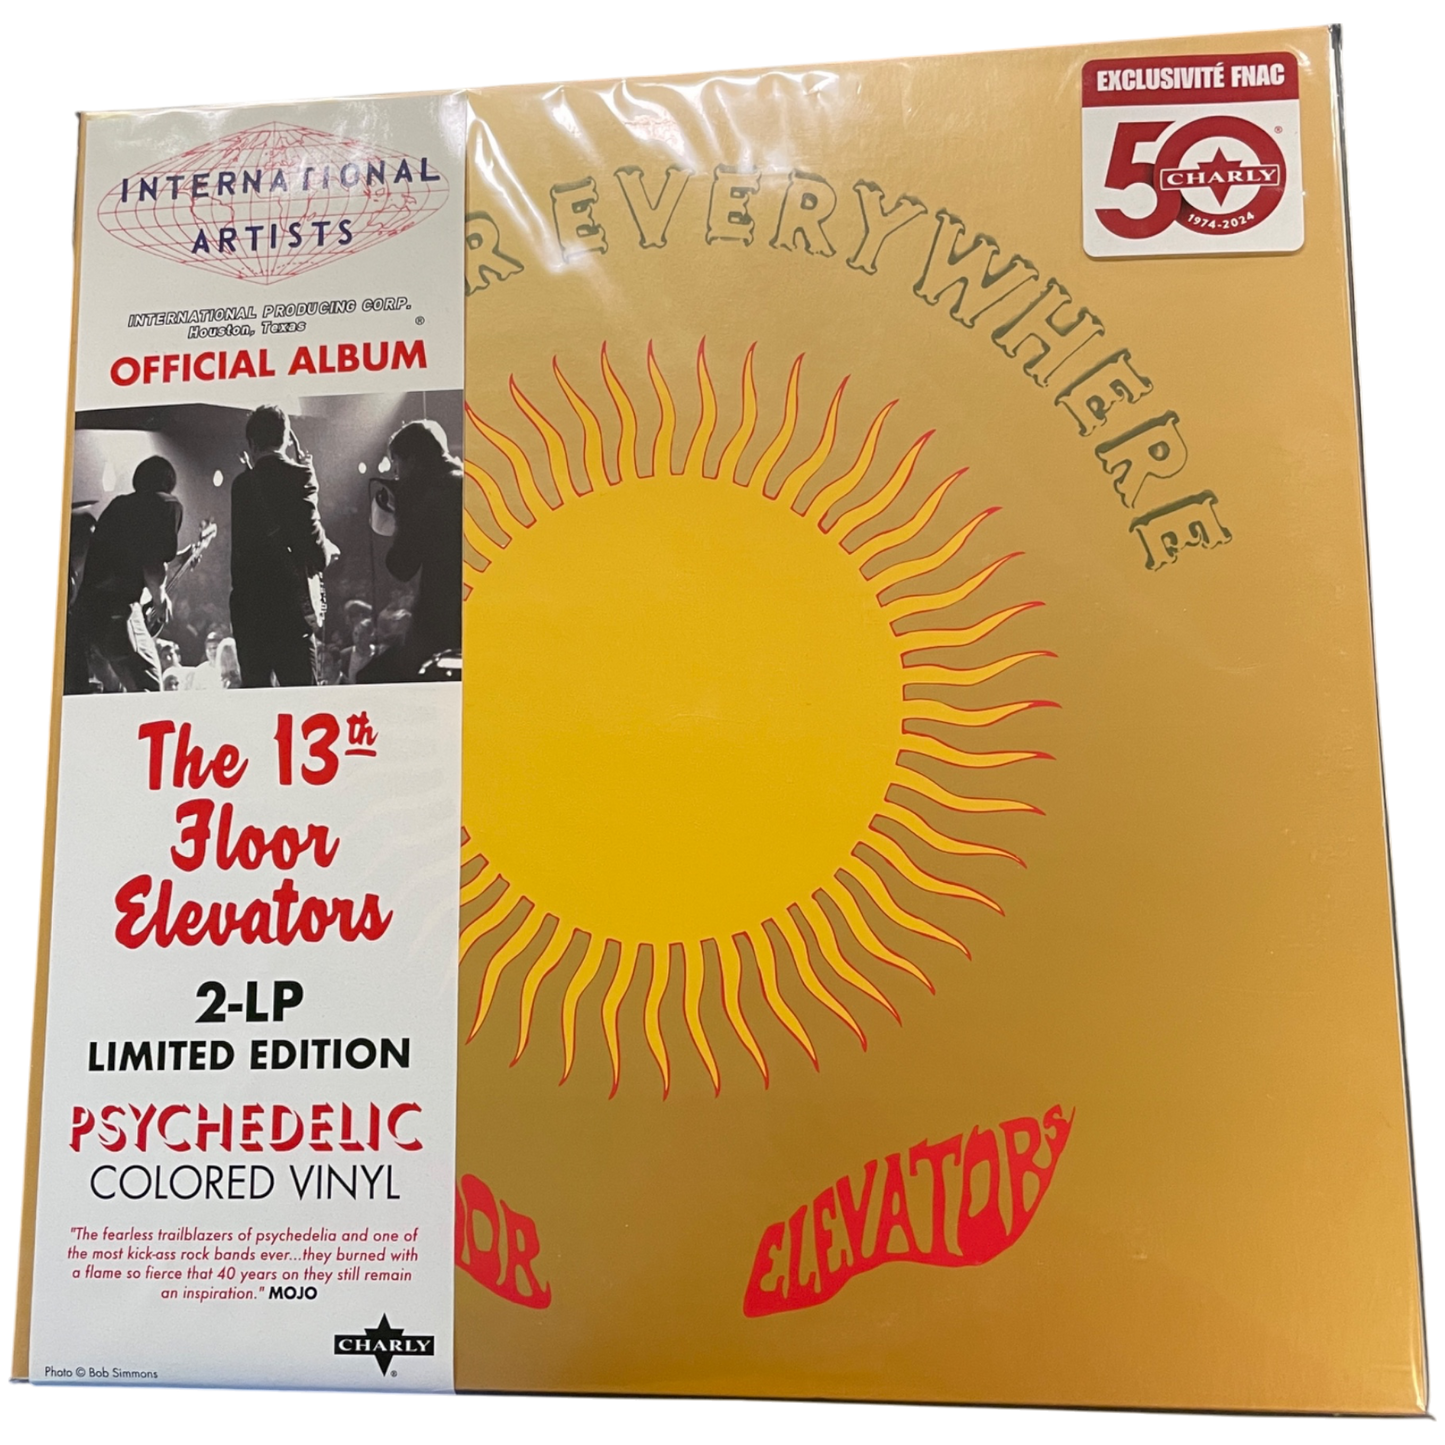 INTERNATIONAL
ARTISTS
INTERNATIONAL PRODUCING CORP.
Houston, Texas
®
OFFICIAL ALBUM
The 13th
Floor
Elevators
2-LP
LIMITED EDITION
PSYCHEDELIC
COLORED VINYL
"The fearless trailblazers of psychedelia and one of
the most kick-ass rock bands ever...they burned with
a flame so fierce that 40 years on they still remain
an inspiration." MOJO
CHARLY
®
Photo © Bob Simmons
R EVERYWHERE
EXCLUSIVITÉ FNAC
50
®
CHARLY
1974-2024
OOR
ELEVATORS